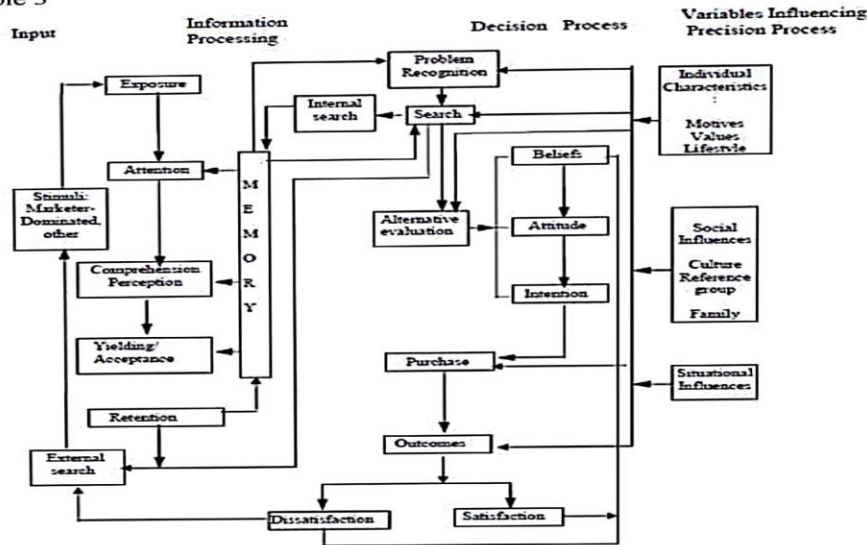 Input
Information
Processing
Decision Process
Variables Influencing
Precision Process
Exposure
Attention
Stimuli:
Marketer-
Dominated,
other
Comprehension
Perception
Yielding/
Acceptance
Retention
External
search
Internal
search
M
E
M
O
R
Y
Problem
Recognition
Search
Alternative
evaluation
Beliefs
Attitude
Intention
Purchase
Outcomes
Dissatisfaction
Satisfaction
Individual
Characteristics
:
Motives
Values
Lifestyle
Social
Influences
Culture
Reference
group
Family
Situational
Influences